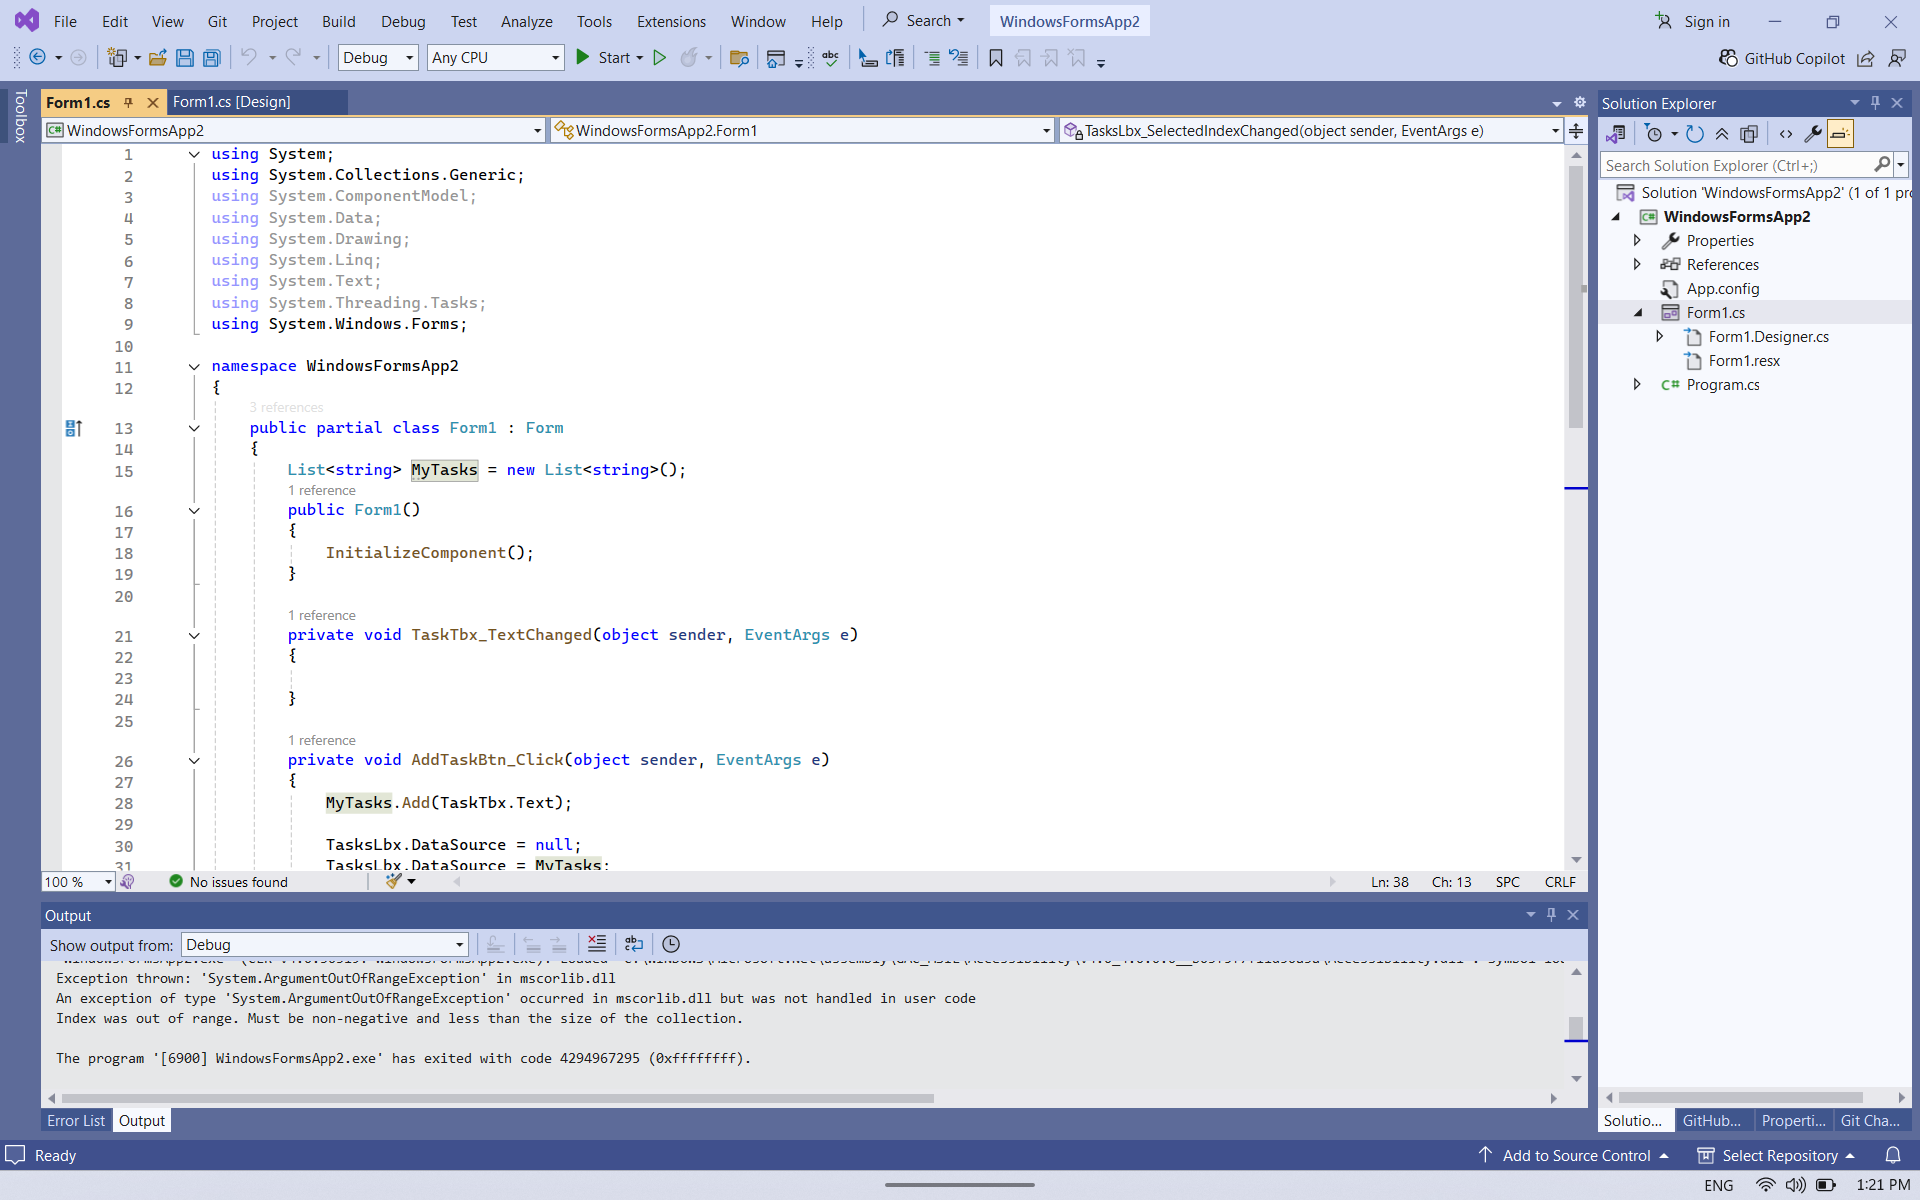 File Edit View Git Project Build Debug Test Analyze Tools Extensions Window Help Search WindowsFormsApp2 Sign in
Debug Any CPU Start GitHub Copilot
Toolbox
Form1.cs Form1.cs [Design]
WindowsFormsApp2 WindowsFormsApp2.Form1 TasksLbx_SelectedIndexChanged(object sender, EventArgs e)
1 using System;
2 using System.Collections.Generic;
3 using System.ComponentModel;
4 using System.Data;
5 using System.Drawing;
6 using System.Linq;
7 using System.Text;
8 using System.Threading.Tasks;
9 using System.Windows.Forms;
10
11 namespace WindowsFormsApp2
12 {
3 references
13 public partial class Form1 : Form
14 {
15 List<string> MyTasks = new List<string>();
1 reference
16 public Form1()
17 {
18 InitializeComponent();
19 }
20
1 reference
21 private void TaskTbx_TextChanged(object sender, EventArgs e)
22 {
23
24 }
25
1 reference
26 private void AddTaskBtn_Click(object sender, EventArgs e)
27 {
28 MyTasks.Add(TaskTbx.Text);
29
30 TasksLbx.DataSource = null;
31 TasksLbx.DataSource = MyTasks;
100 % No issues found Ln: 38 Ch: 13 SPC CRLF
Output
Show output from: Debug
Exception thrown: 'System.ArgumentOutOfRangeException' in mscorlib.dll
An exception of type 'System.ArgumentOutOfRangeException' occurred in mscorlib.dll but was not handled in user code
Index was out of range. Must be non-negative and less than the size of the collection.
The program '[6900] WindowsFormsApp2.exe' has exited with code 4294967295 (0xffffffff).
Error List Output
Solution Explorer
Search Solution Explorer (Ctrl+;)
Solution 'WindowsFormsApp2' (1 of 1 pro
WindowsFormsApp2
Properties
References
App.config
Form1.cs
Form1.Designer.cs
Form1.resx
C# Program.cs
Solutio... GitHub... Properti... Git Cha...
Ready Add to Source Control Select Repository
ENG 1:21 PM